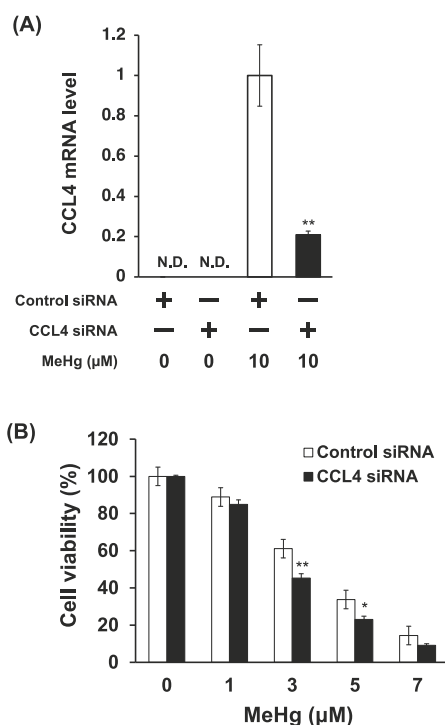 (A)
CCL4 mRNA level
1.2
1
0.8
0.6
0.4
0.2
0
N.D. N.D.
**
Control siRNA + − + −
CCL4 siRNA − + − +
MeHg (µM) 0 0 10 10
(B)
Cell viability (%)
120
100
80
60
40
20
0
Control siRNA
CCL4 siRNA
**
*
0 1 3 5 7
MeHg (µM)